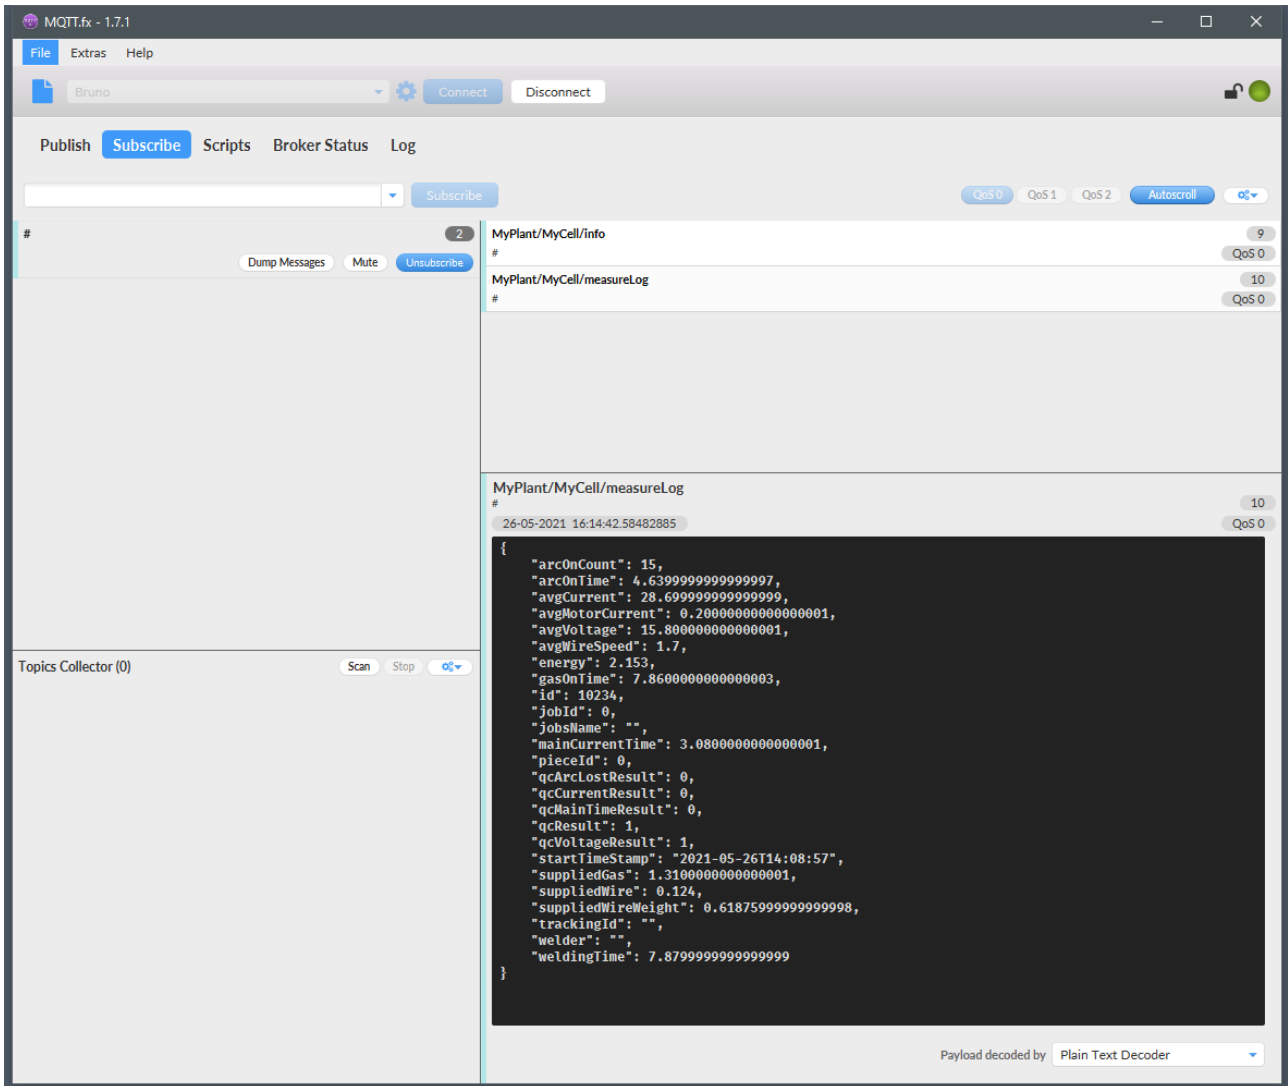 MQTT.fx - 1.7.1
File Extras Help
Bruno Connect Disconnect
Publish Subscribe Scripts Broker Status Log
Subscribe QoS 0 QoS 1 QoS 2 Autoscroll
# 2
Dump Messages Mute Unsubscribe
MyPlant/MyCell/info 9
# QoS 0
MyPlant/MyCell/measureLog 10
# QoS 0
MyPlant/MyCell/measureLog
# 10
26-05-2021 16:14:42.58482885 QoS 0
{
"arcOnCount": 15,
"arcOnTime": 4.6399999999999997,
"avgCurrent": 28.699999999999999,
"avgMotorCurrent": 0.20000000000000001,
"avgVoltage": 15.800000000000001,
"avgWireSpeed": 1.7,
"energy": 2.153,
"gasOnTime": 7.8600000000000003,
"id": 10234,
"jobId": 0,
"jobsName": "",
"mainCurrentTime": 3.0800000000000001,
"pieceId": 0,
"qcArcLostResult": 0,
"qcCurrentResult": 0,
"qcMainTimeResult": 0,
"qcResult": 1,
"qcVoltageResult": 1,
"startTimeStamp": "2021-05-26T14:08:57",
"suppliedGas": 1.3100000000000001,
"suppliedWire": 0.124,
"suppliedWireWeight": 0.61875999999999998,
"trackingId": "",
"welder": "",
"weldingTime": 7.8799999999999999
}
Topics Collector (0) Scan Stop
Payload decoded by Plain Text Decoder